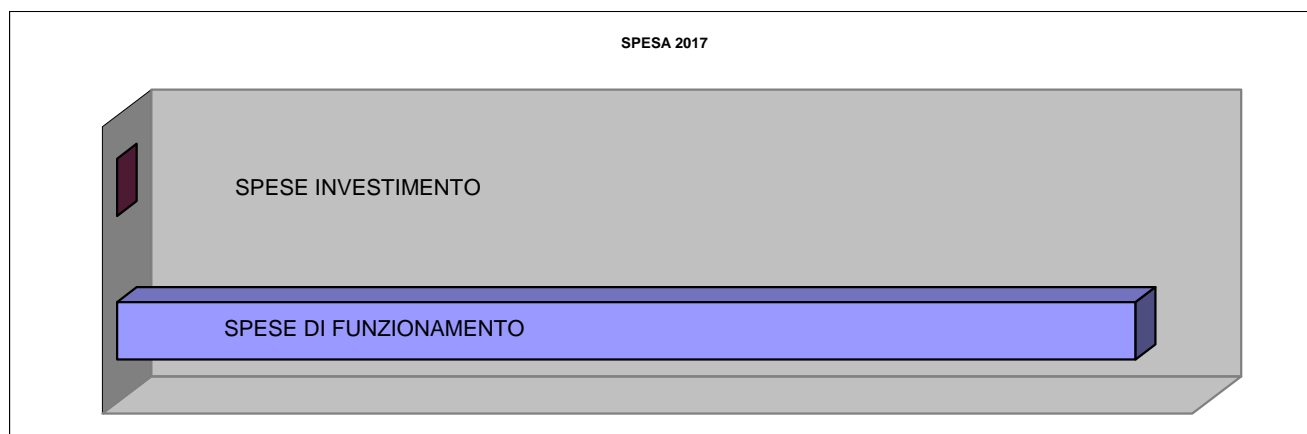 SPESA 2017
SPESE INVESTIMENTO
SPESE DI FUNZIONAMENTO